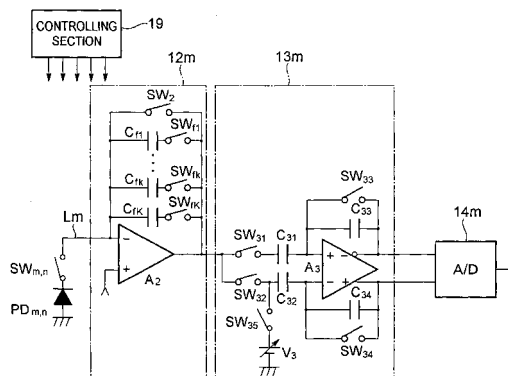 CONTROLLING
SECTION
19
12m
13m
SW2
Cf1 SWf1
Cfk SWfk
CfK SWfK
Lm
−
+
A2
SWm,n
PDm,n
SW31 C31
SW32 C32
SW35
V3
SW33
C33
+ −
A3
− +
C34
SW34
14m
A/D